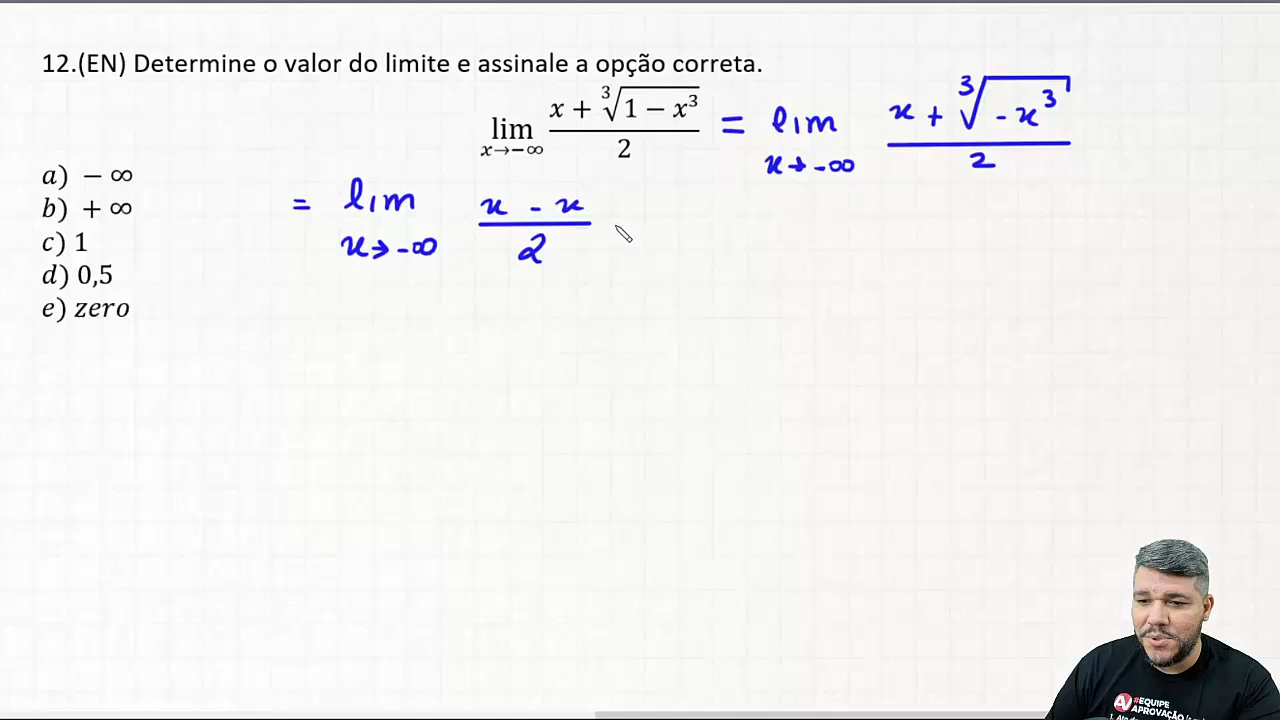 12.(EN) Determine o valor do limite e assinale a opção correta.
lim x→−∞ (x + ∛(1 − x³))/2 = lim x→-∞ (x + ∛(-x³))/2
a) − ∞
= lim x→-∞ (x - x)/2
b) + ∞
c) 1
d) 0,5
e) zero
#EQUIPE
APROVAÇÃO